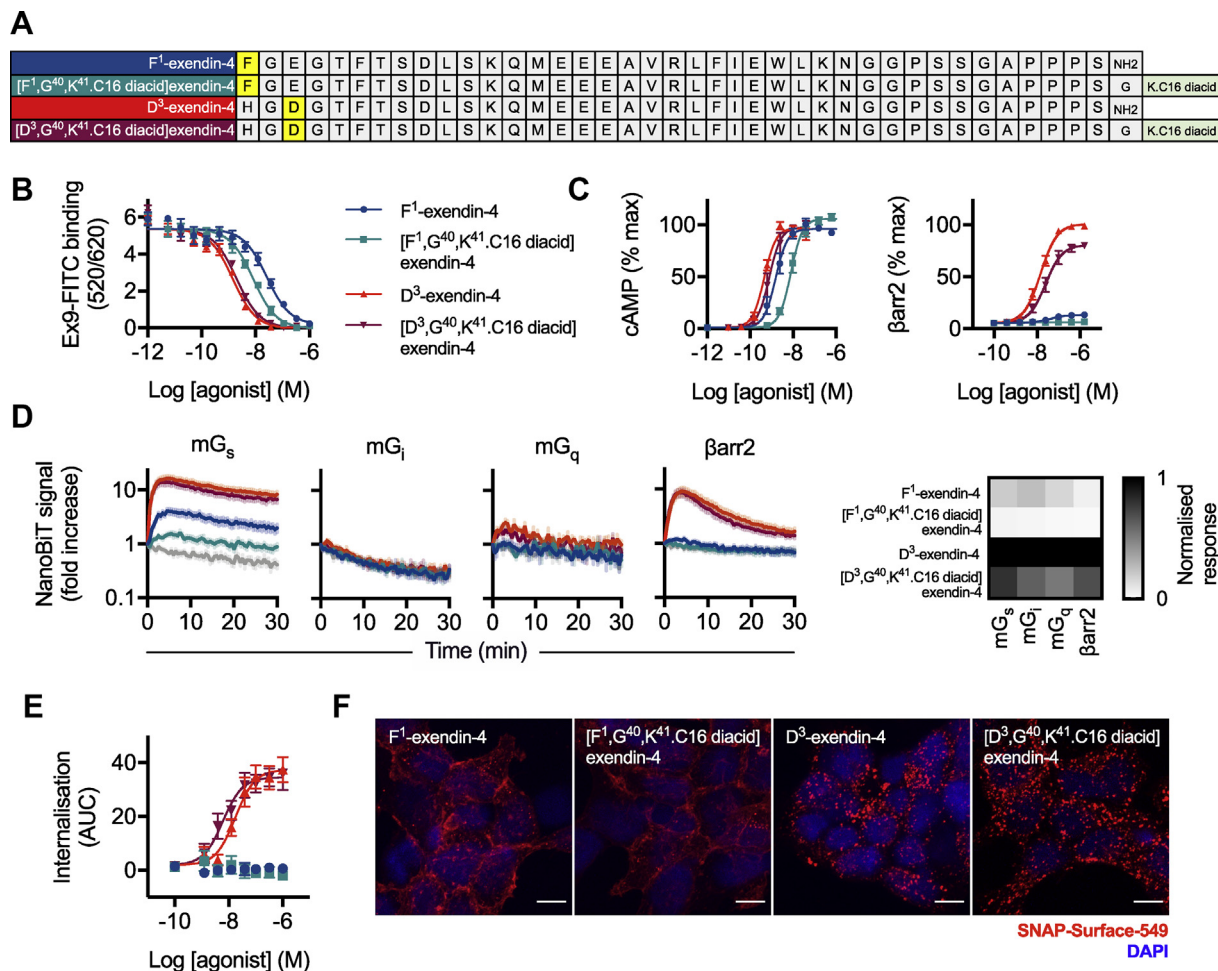 A
F¹-exendin-4 F G E G T F T S D L S K Q M E E E A V R L F I E W L K N G G P S S G A P P P S NH2
[F¹,G⁴⁰,K⁴¹.C16 diacid]exendin-4 F G E G T F T S D L S K Q M E E E A V R L F I E W L K N G G P S S G A P P P S G K.C16 diacid
D³-exendin-4 H G D G T F T S D L S K Q M E E E A V R L F I E W L K N G G P S S G A P P P S NH2
[D³,G⁴⁰,K⁴¹.C16 diacid]exendin-4 H G D G T F T S D L S K Q M E E E A V R L F I E W L K N G G P S S G A P P P S G K.C16 diacid
B
Ex9-FITC binding
(520/620)
6
4
2
0
-12 -10 -8 -6
Log [agonist] (M)
F¹-exendin-4
[F¹,G⁴⁰,K⁴¹.C16 diacid]
exendin-4
D³-exendin-4
[D³,G⁴⁰,K⁴¹.C16 diacid]
exendin-4
C
cAMP (% max)
100
50
0
-12 -10 -8 -6
Log [agonist] (M)
βarr2 (% max)
100
50
0
-10 -8 -6
Log [agonist] (M)
D
NanoBiT signal
(fold increase)
mGs mGi mGq βarr2
10
1
0.1
0 10 20 30 0 10 20 30 0 10 20 30 0 10 20 30
Time (min)
F¹-exendin-4
[F¹,G⁴⁰,K⁴¹.C16 diacid]
exendin-4
D³-exendin-4
[D³,G⁴⁰,K⁴¹.C16 diacid]
exendin-4
mGs mGi mGq βarr2
1
0
Normalised
response
E
Internalisation
(AUC)
40
20
0
-10 -8 -6
Log [agonist] (M)
F
F¹-exendin-4
[F¹,G⁴⁰,K⁴¹.C16 diacid]
exendin-4
D³-exendin-4
[D³,G⁴⁰,K⁴¹.C16 diacid]
exendin-4
SNAP-Surface-549
DAPI